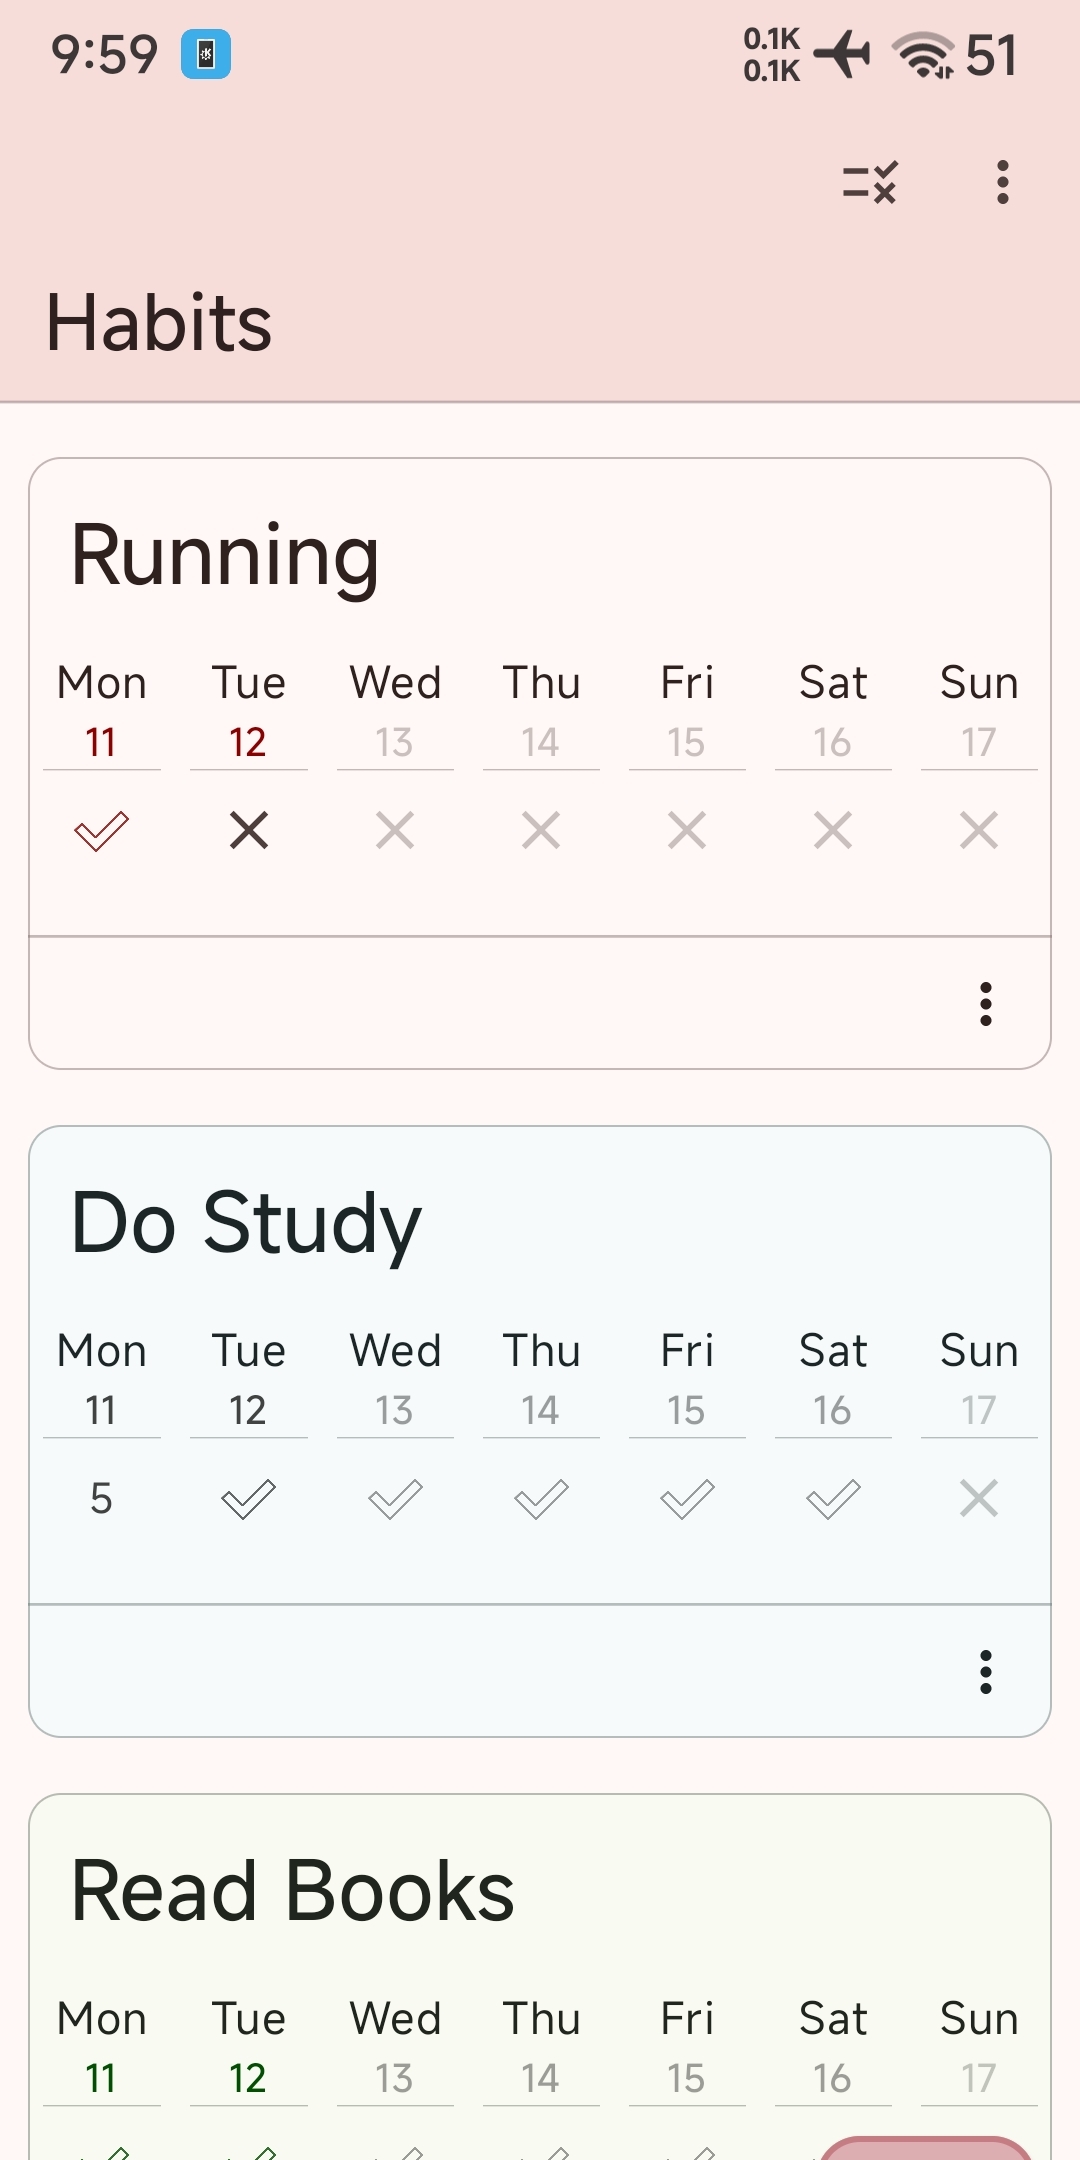 9:59
0.1K
0.1K
51
Habits
Running
Mon Tue Wed Thu Fri Sat Sun
11 12 13 14 15 16 17
Do Study
Mon Tue Wed Thu Fri Sat Sun
11 12 13 14 15 16 17
5
Read Books
Mon Tue Wed Thu Fri Sat Sun
11 12 13 14 15 16 17